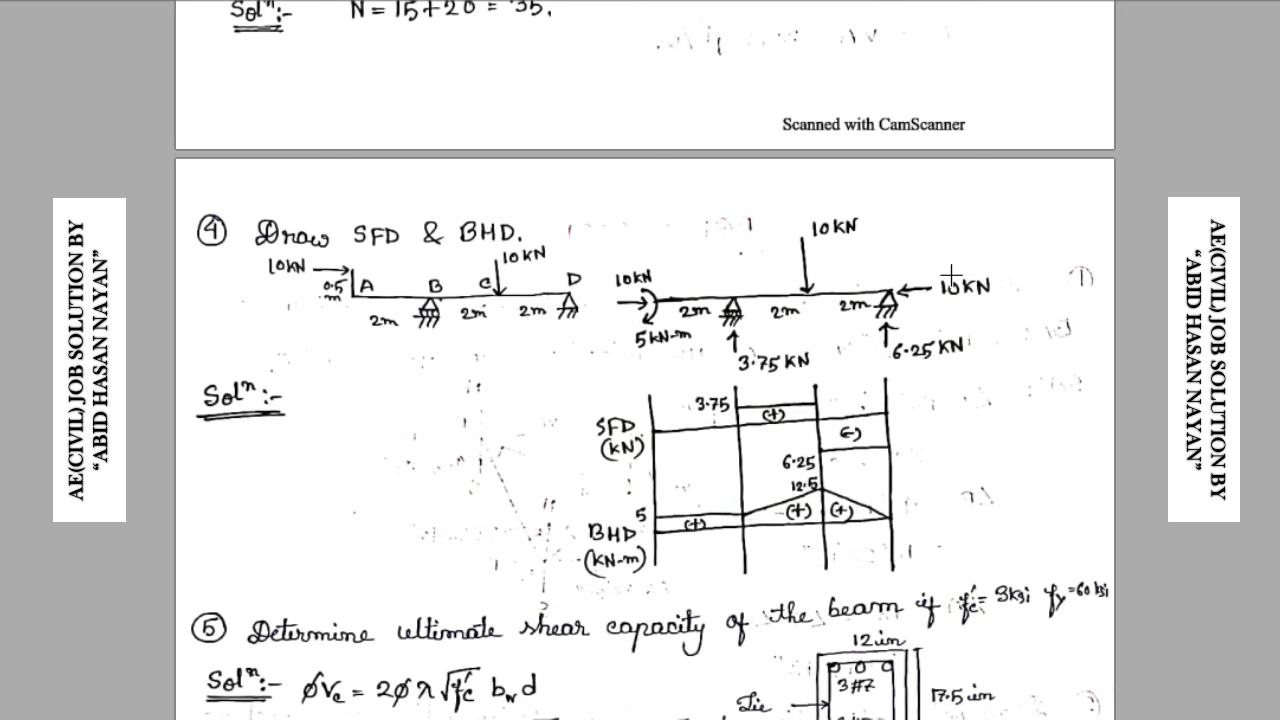 Solⁿ:- N = 15+20 = 35.
Scanned with CamScanner
AE(CIVIL) JOB SOLUTION BY
“ABID HASAN NAYAN”
AE(CIVIL) JOB SOLUTION BY
“ABID HASAN NAYAN”
④ Draw SFD & BMD.
10KN
10KN
0.5
m
A
B
C
D
2m
2m
2m
10KN
10KN
10KN
2m
2m
2m
5KN-m
3.75 KN
6.25 KN
Solⁿ:-
3.75
(+)
SFD
(KN)
(-)
6.25
12.5
5
(+)
(+)
(+)
BMD
(KN-m)
⑤ Determine ultimate shear capacity of the beam if f'c = 3ksi fy = 60 ksi
12 in
Solⁿ:- ϕVc = 2ϕλ√f'c bw d
3#7
17.5 in
Tie